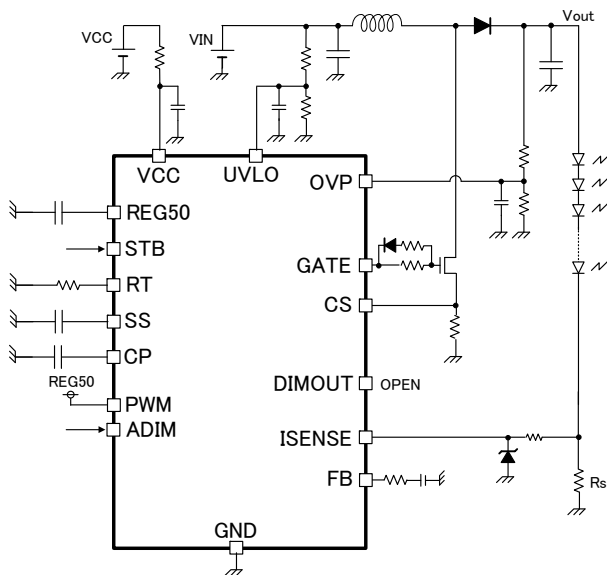 VCC
VIN
Vout
VCC
UVLO
OVP
REG50
STB
GATE
RT
CS
SS
CP
REG50
DIMOUT
OPEN
PWM
ADIM
ISENSE
FB
Rs
GND